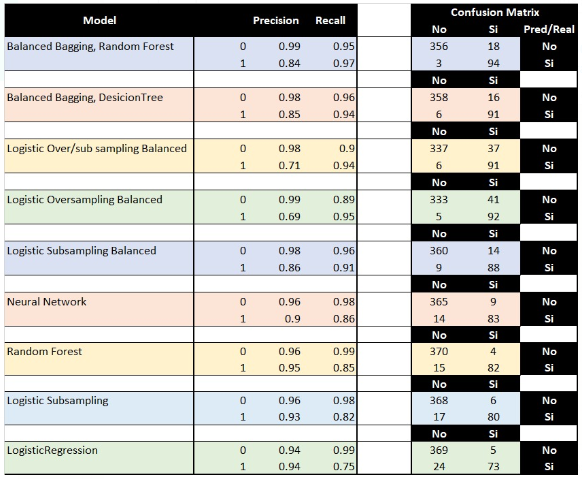 Model Precision Recall Confusion Matrix
No Si Pred/Real
Balanced Bagging, Random Forest 0 0.99 0.95 356 18 No
1 0.84 0.97 3 94 Si
No Si
Balanced Bagging, DesicionTree 0 0.98 0.96 358 16 No
1 0.85 0.94 6 91 Si
No Si
Logistic Over/sub sampling Balanced 0 0.98 0.9 337 37 No
1 0.71 0.94 6 91 Si
No Si
Logistic Oversampling Balanced 0 0.99 0.89 333 41 No
1 0.69 0.95 5 92 Si
No Si
Logistic Subsampling Balanced 0 0.98 0.96 360 14 No
1 0.86 0.91 9 88 Si
No Si
Neural Network 0 0.96 0.98 365 9 No
1 0.9 0.86 14 83 Si
No Si
Random Forest 0 0.96 0.99 370 4 No
1 0.95 0.85 15 82 Si
No Si
Logistic Subsampling 0 0.96 0.98 368 6 No
1 0.93 0.82 17 80 Si
No Si
LogisticRegression 0 0.94 0.99 369 5 No
1 0.94 0.75 24 73 Si